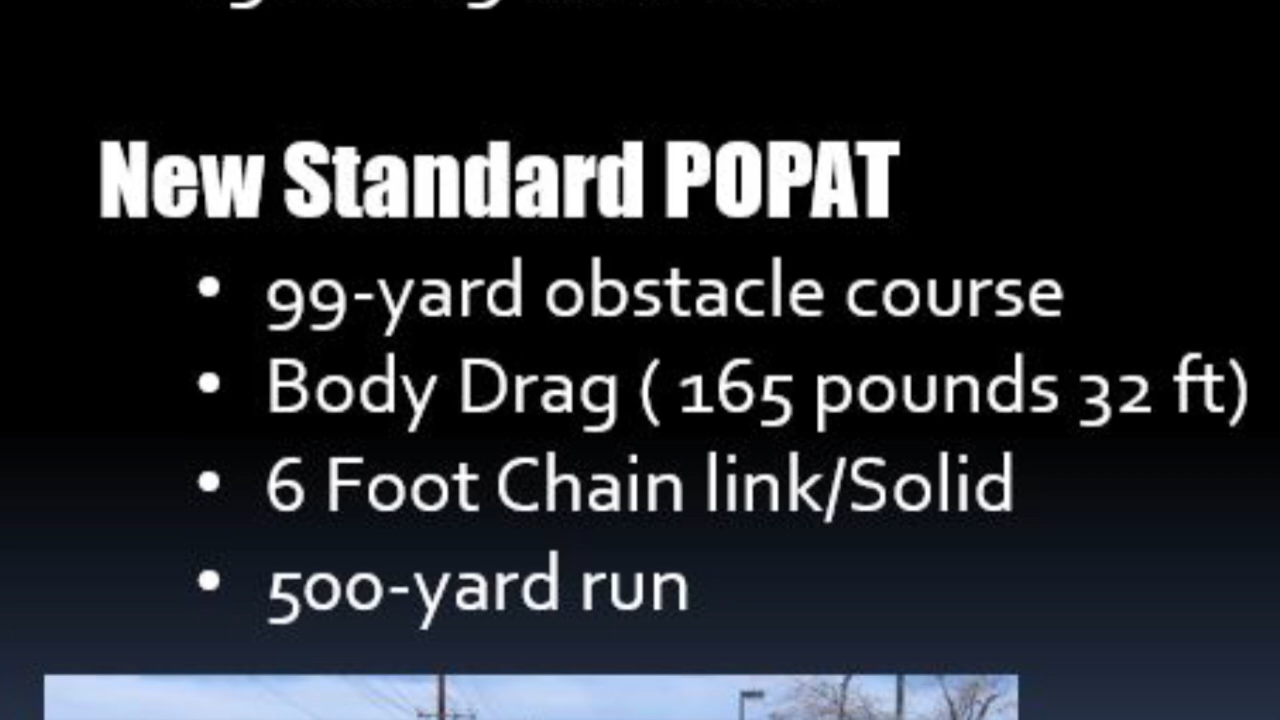 New Standard POPAT
• 99-yard obstacle course
• Body Drag ( 165 pounds 32 ft)
• 6 Foot Chain link/Solid
• 500-yard run